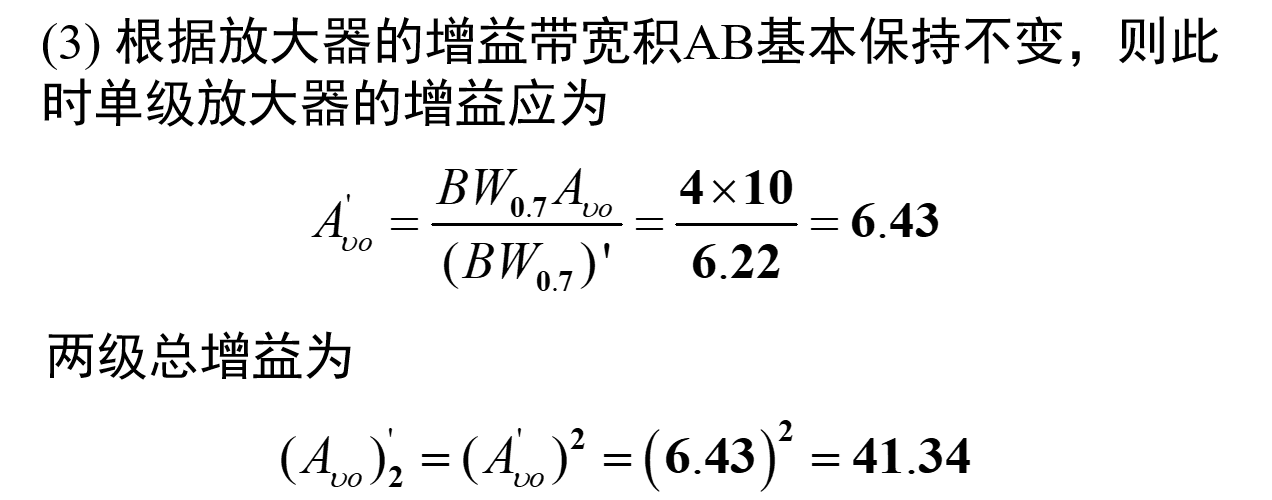 (3) 根据放大器的增益带宽积AB基本保持不变，则此
时单级放大器的增益应为
A'υo = BW0.7 Aυo / (BW0.7)' = 4×10 / 6.22 = 6.43
两级总增益为
(Aυo)'2 = (A'υo)² = (6.43)² = 41.34